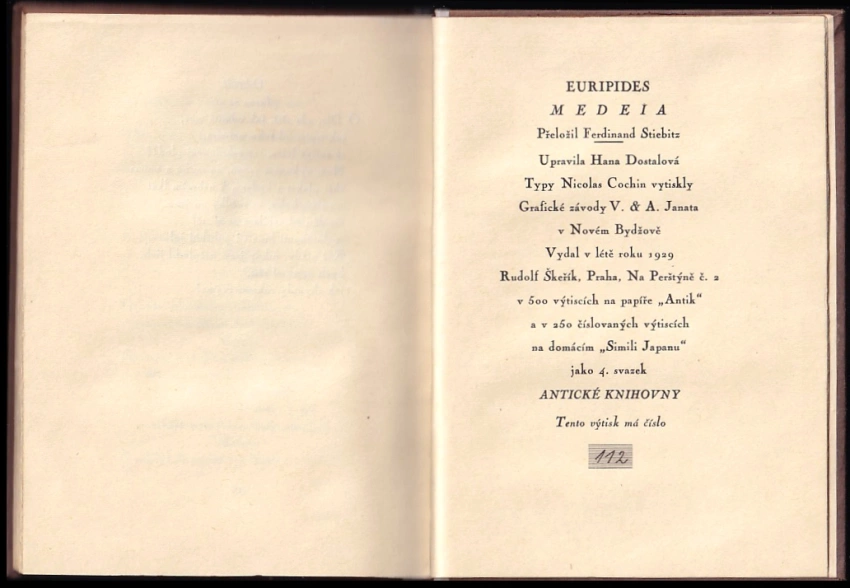 EURIPIDES
MEDEIA
Přeložil Ferdinand Stiebitz
Upravila Hana Dostalová
Typy Nicolas Cochin vytiskly
Grafické závody V. & A. Janata
v Novém Bydžově
Vydal v létě roku 1929
Rudolf Škeřík, Praha, Na Perštýně č. 2
v 500 výtiscích na papíře „Antik“
a v 250 číslovaných výtiscích
na domácím „Simili Japanu“
jako 4. svazek
ANTICKÉ KNIHOVNY
Tento výtisk má číslo
112